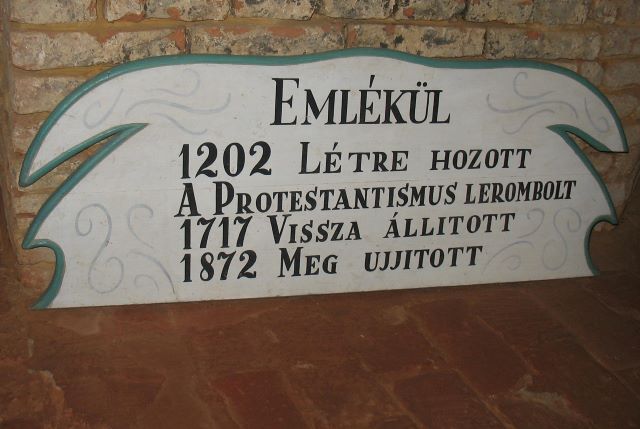 EMLÉKÜL
1202 LÉTRE HOZOTT
A PROTESTANTISMUS LEROMBOLT
1717 VISSZA ÁLLITOTT
1872 MEG UJJITOTT